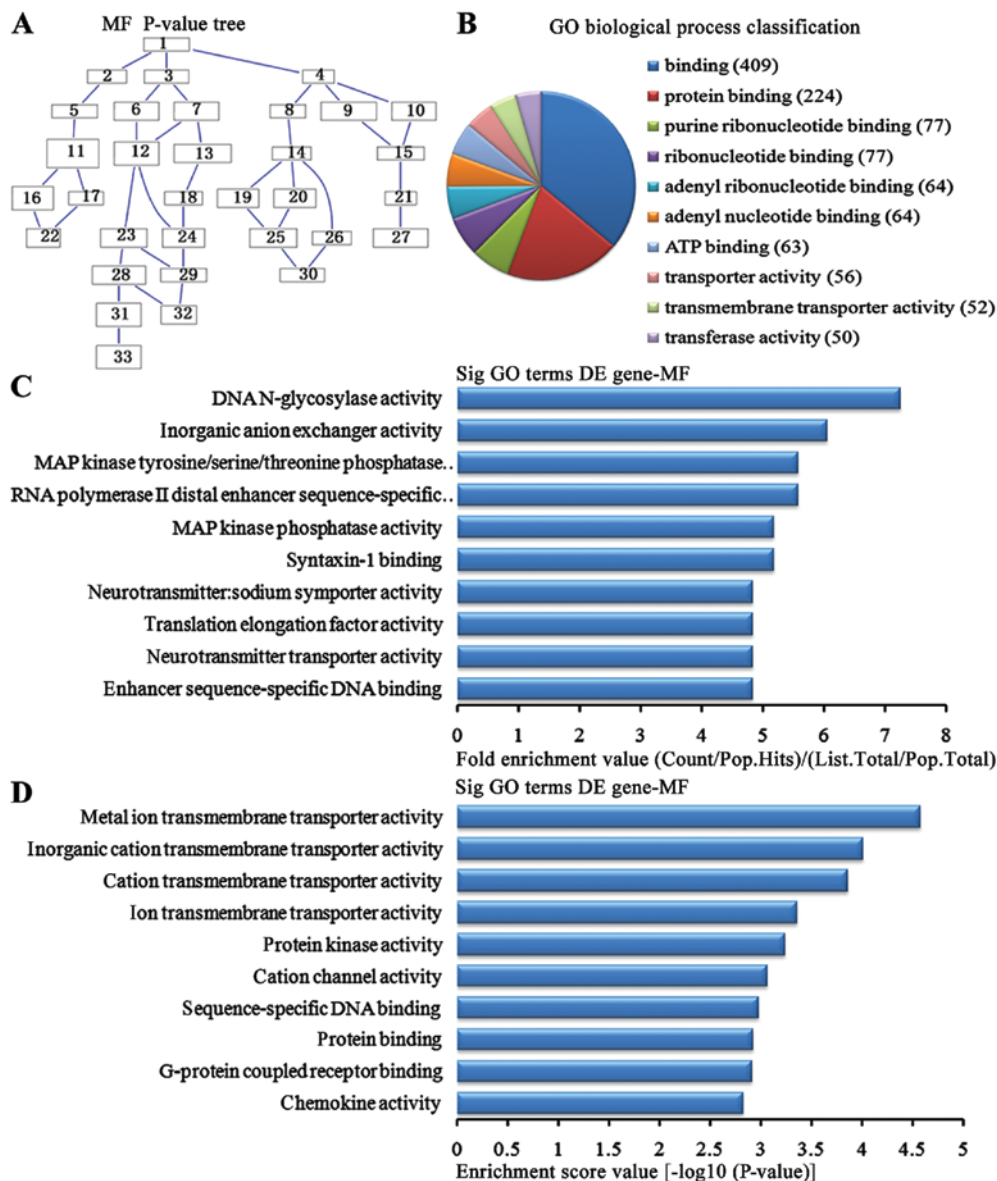 A
MF P-value tree
1
2 3 4
5 6 7 8 9 10
11 12 13 14 15
16 17 18 19 20 21
22 23 24 25 26 27
28 29 30
31 32
33
B
GO biological process classification
binding (409)
protein binding (224)
purine ribonucleotide binding (77)
ribonucleotide binding (77)
adenyl ribonucleotide binding (64)
adenyl nucleotide binding (64)
ATP binding (63)
transporter activity (56)
transmembrane transporter activity (52)
transferase activity (50)
C
Sig GO terms DE gene-MF
DNA N-glycosylase activity
Inorganic anion exchanger activity
MAP kinase tyrosine/serine/threonine phosphatase..
RNA polymerase II distal enhancer sequence-specific..
MAP kinase phosphatase activity
Syntaxin-1 binding
Neurotransmitter:sodium symporter activity
Translation elongation factor activity
Neurotransmitter transporter activity
Enhancer sequence-specific DNA binding
0 1 2 3 4 5 6 7 8
Fold enrichment value (Count/Pop.Hits)/(List.Total/Pop.Total)
D
Sig GO terms DE gene-MF
Metal ion transmembrane transporter activity
Inorganic cation transmembrane transporter activity
Cation transmembrane transporter activity
Ion transmembrane transporter activity
Protein kinase activity
Cation channel activity
Sequence-specific DNA binding
Protein binding
G-protein coupled receptor binding
Chemokine activity
0 0.5 1 1.5 2 2.5 3 3.5 4 4.5 5
Enrichment score value [-log10 (P-value)]